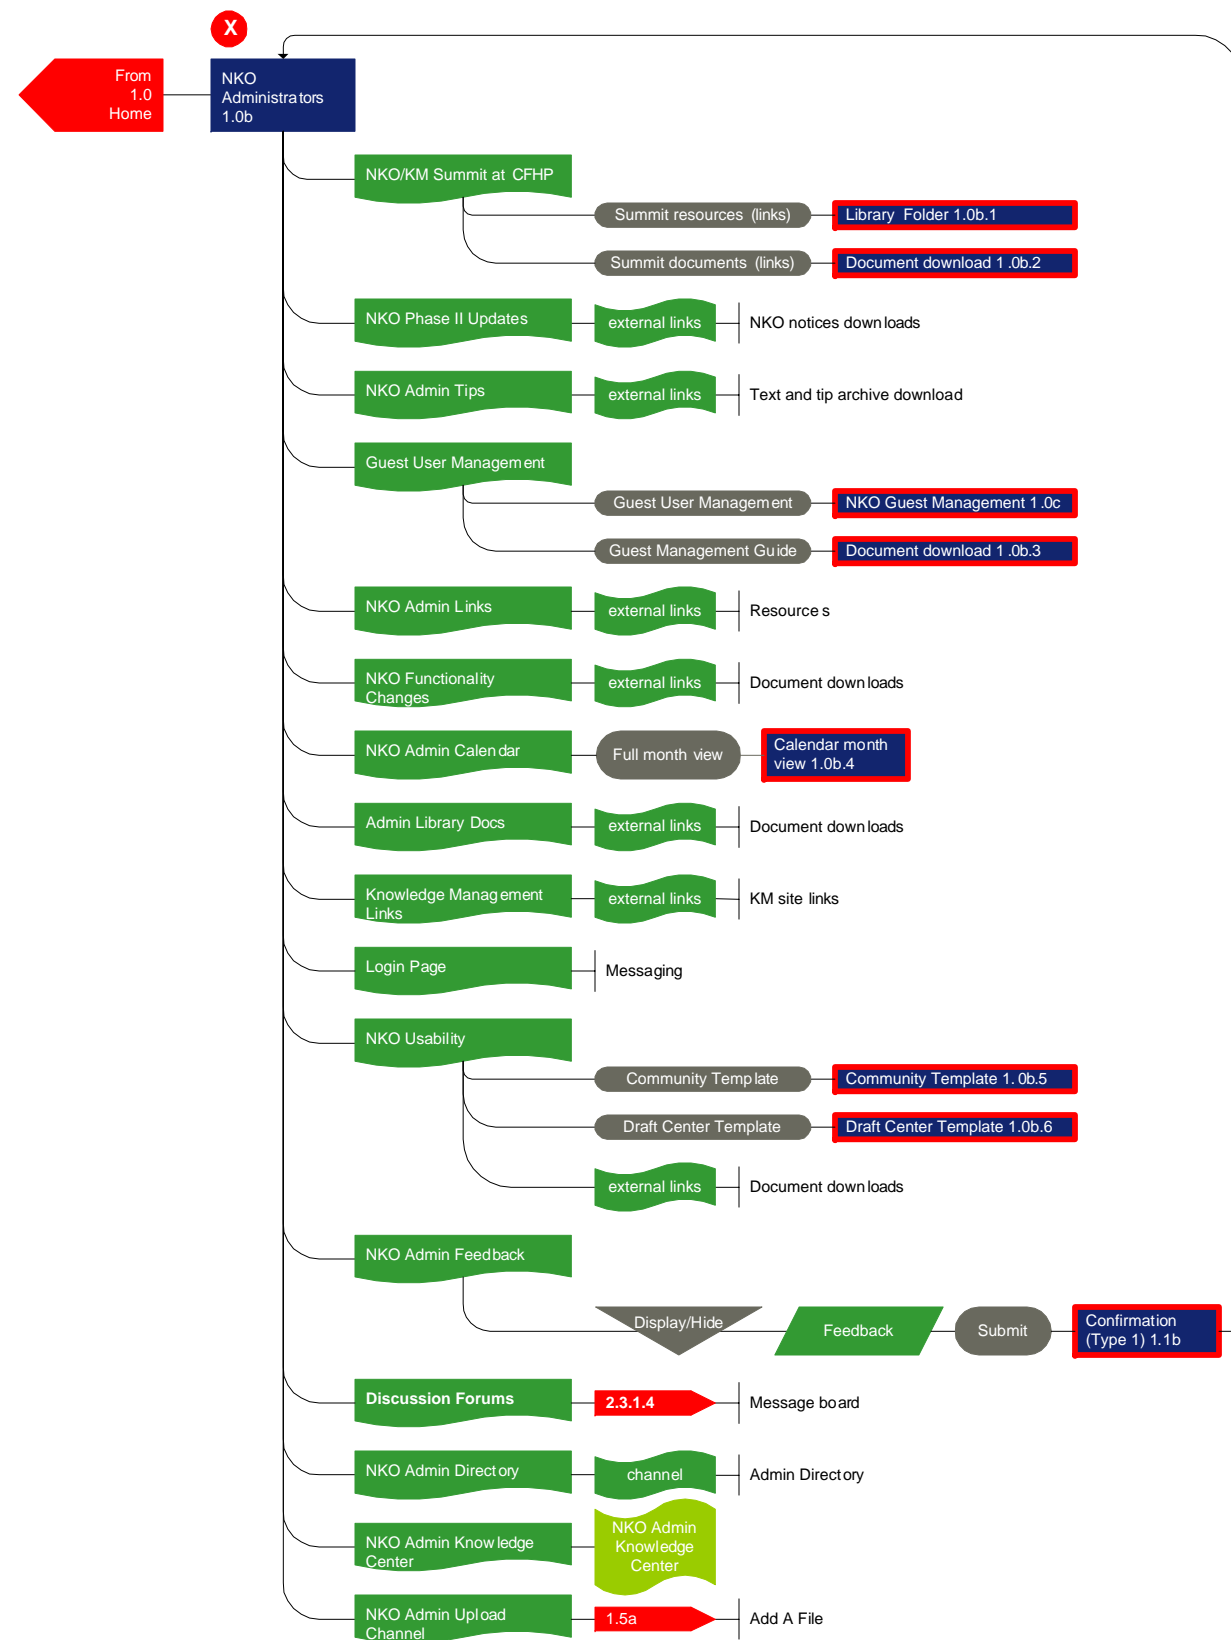 X
From
1.0
Home
NKO
Administrators
1.0b
NKO/KM Summit at CFHP
Summit resources (links)
Library Folder 1.0b.1
Summit documents (links)
Document download 1.0b.2
NKO Phase II Updates
external links
NKO notices downloads
NKO Admin Tips
external links
Text and tip archive download
Guest User Management
Guest User Management
NKO Guest Management 1.0c
Guest Management Guide
Document download 1.0b.3
NKO Admin Links
external links
Resources
NKO Functionality
Changes
external links
Document downloads
NKO Admin Calendar
Full month view
Calendar month
view 1.0b.4
Admin Library Docs
external links
Document downloads
Knowledge Management
Links
external links
KM site links
Login Page
Messaging
NKO Usability
Community Template
Community Template 1.0b.5
Draft Center Template
Draft Center Template 1.0b.6
external links
Document downloads
NKO Admin Feedback
Display/Hide
Feedback
Submit
Confirmation
(Type 1) 1.1b
Discussion Forums
2.3.1.4
Message board
NKO Admin Directory
channel
Admin Directory
NKO Admin Knowledge
Center
NKO Admin
Knowledge
Center
NKO Admin Upload
Channel
1.5a
Add A File